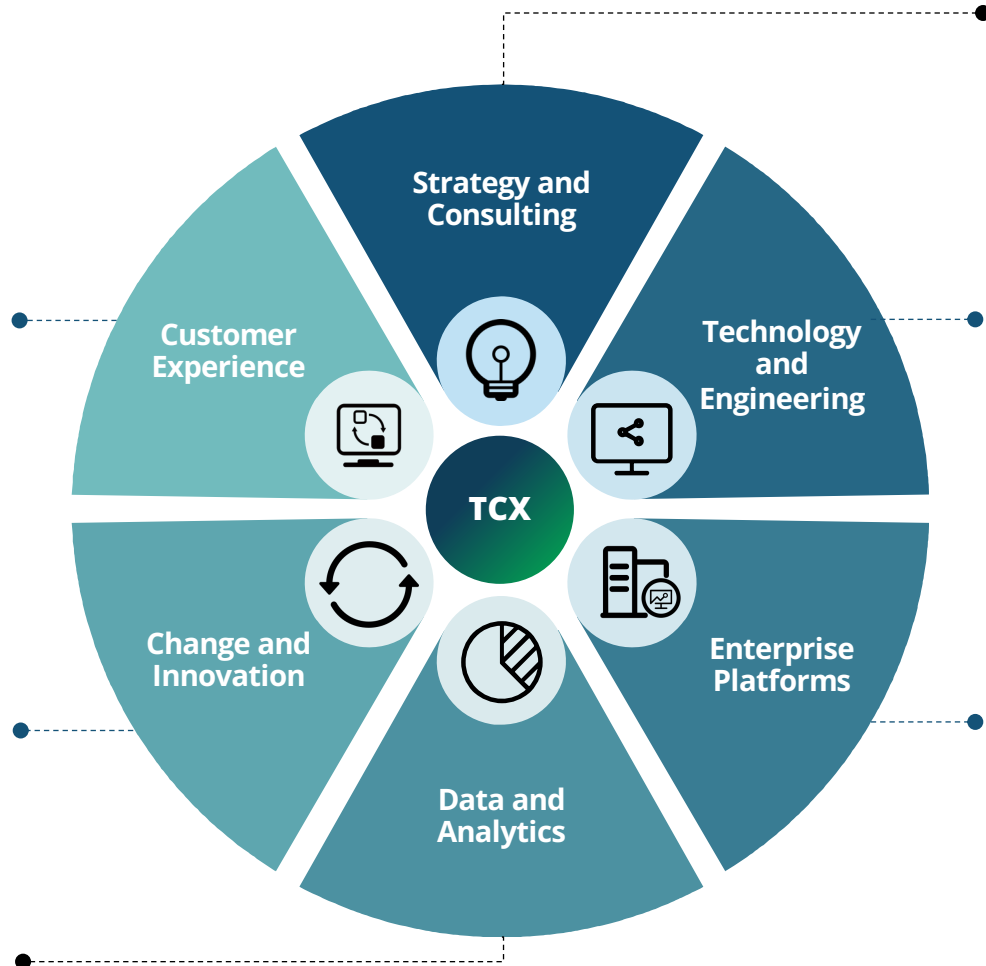 Strategy and
Consulting
Technology
and
Engineering
Customer
Experience
TCX
Change and
Innovation
Enterprise
Platforms
Data and
Analytics